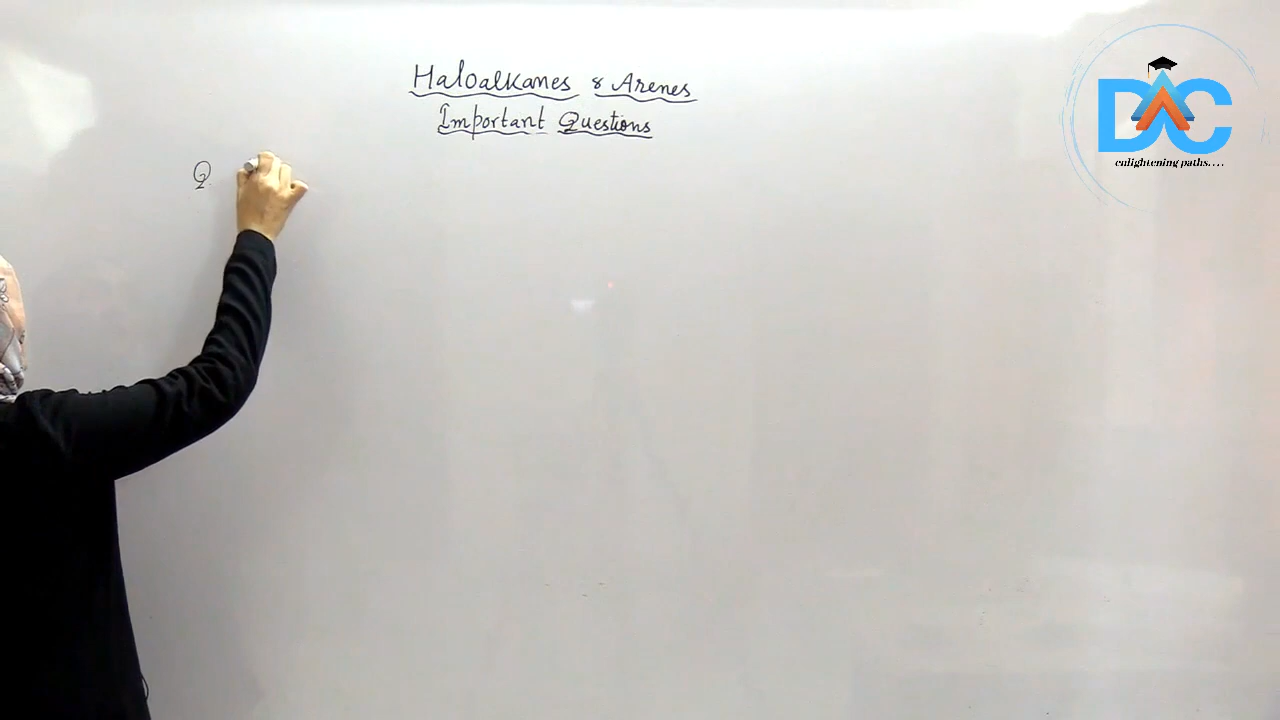 Haloalkanes & Arenes
Important Questions
Q.
DAC
enlightening paths....